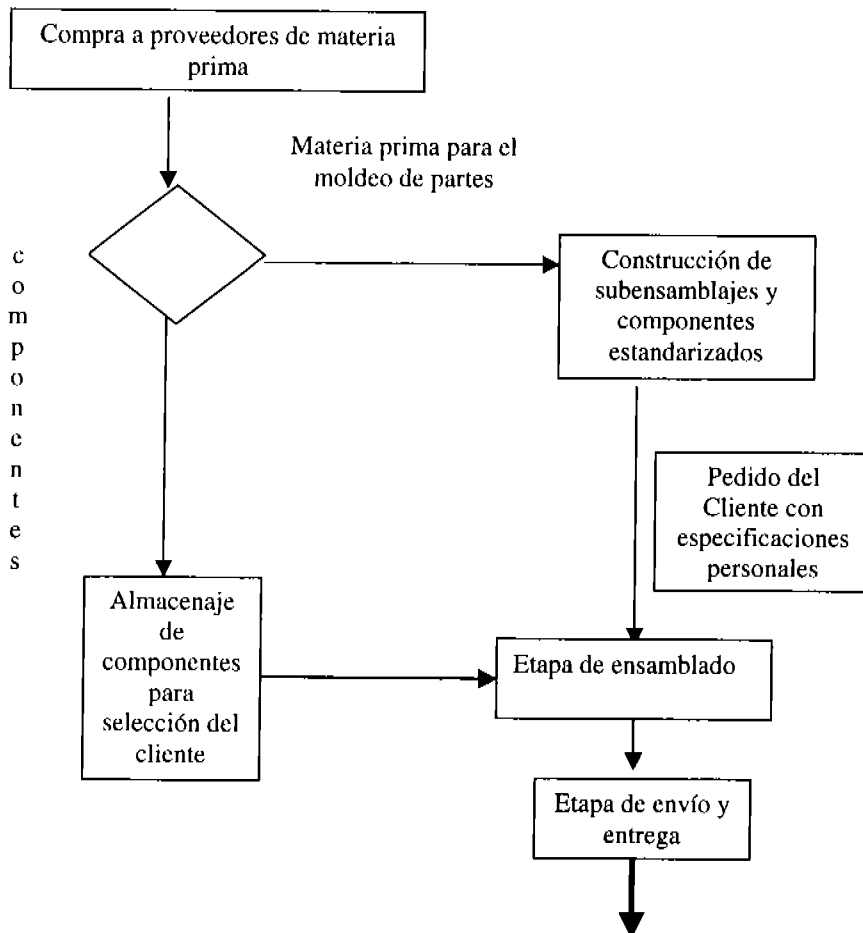 Compra a proveedores de materia
prima
Materia prima para el
moldeo de partes
componentes
Construcción de
subensamblajes y
componentes
estandarizados
Pedido del
Cliente con
especificaciones
personales
Almacenaje
de
componentes
para
selección del
cliente
Etapa de ensamblado
Etapa de envío y
entrega